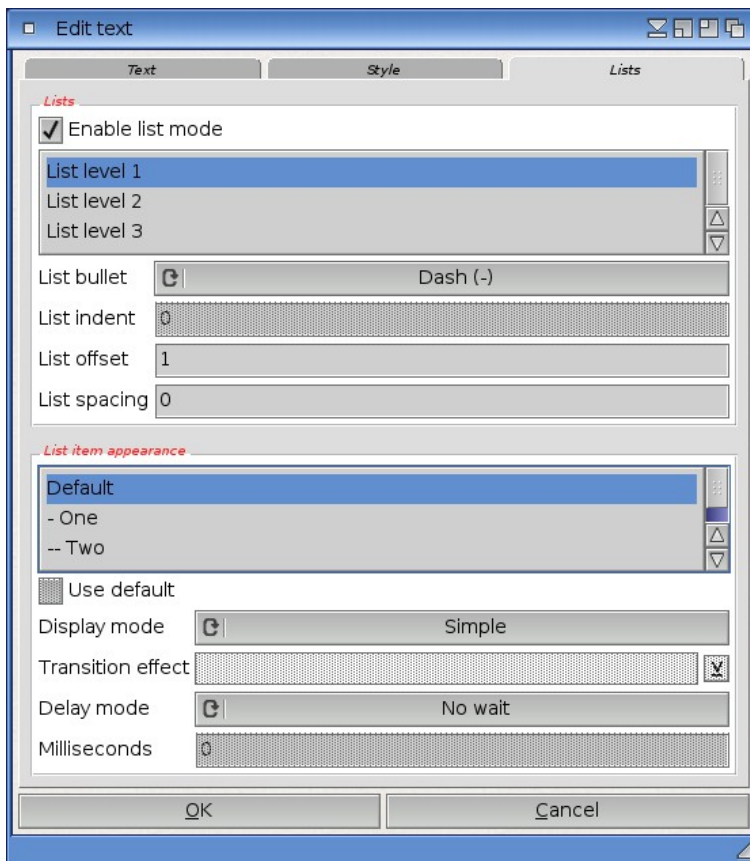 Edit text
Text Style Lists
Lists
Enable list mode
List level 1
List level 2
List level 3
List bullet Dash (-)
List indent 0
List offset 1
List spacing 0
List item appearance
Default
- One
-- Two
Use default
Display mode Simple
Transition effect
Delay mode No wait
Milliseconds 0
OK Cancel